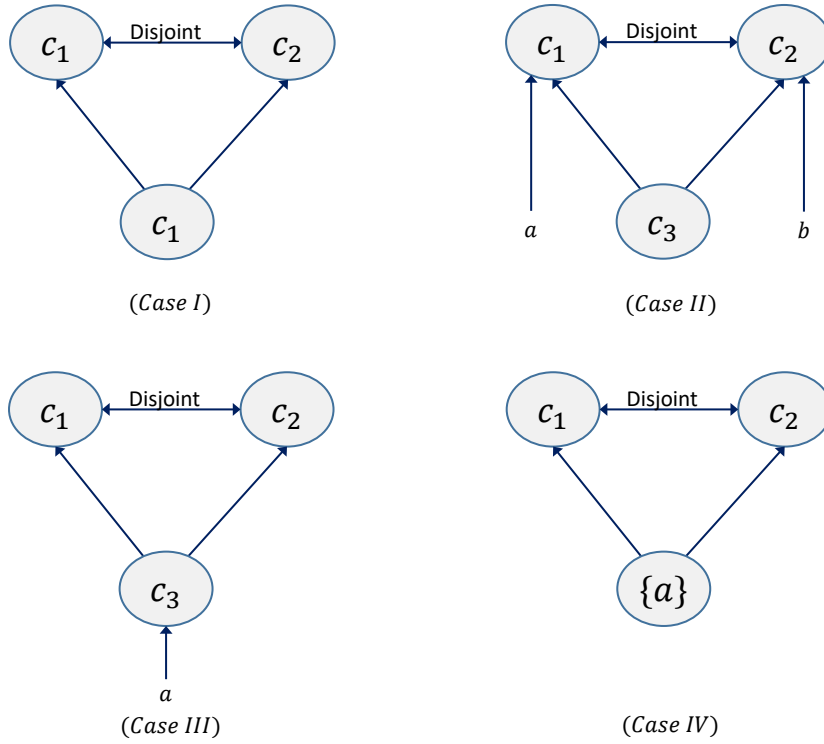 c₁ Disjoint c₂ c₁ Disjoint c₂
c₁ a c₃ b
(Case I) (Case II)
c₁ Disjoint c₂ c₁ Disjoint c₂
c₃ {a}
a
(Case III) (Case IV)